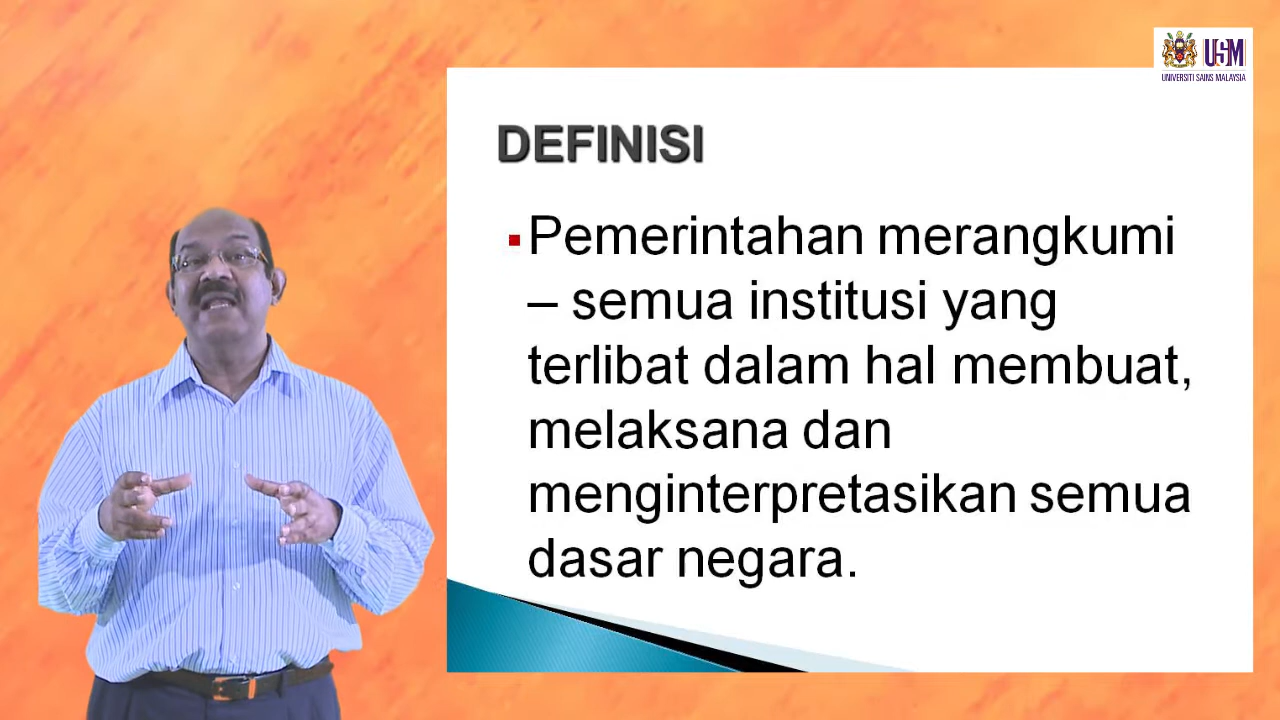 USM
UNIVERSITI SAINS MALAYSIA
DEFINISI
▪Pemerintahan merangkumi
– semua institusi yang
terlibat dalam hal membuat,
melaksana dan
menginterpretasikan semua
dasar negara.